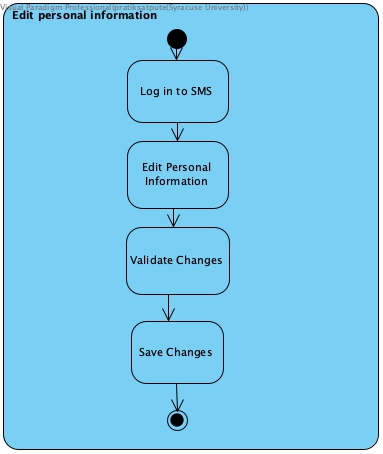 Visual Paradigm Professional(pratiksatpute(Syracuse University))
Edit personal information
Log in to SMS
Edit Personal
Information
Validate Changes
Save Changes